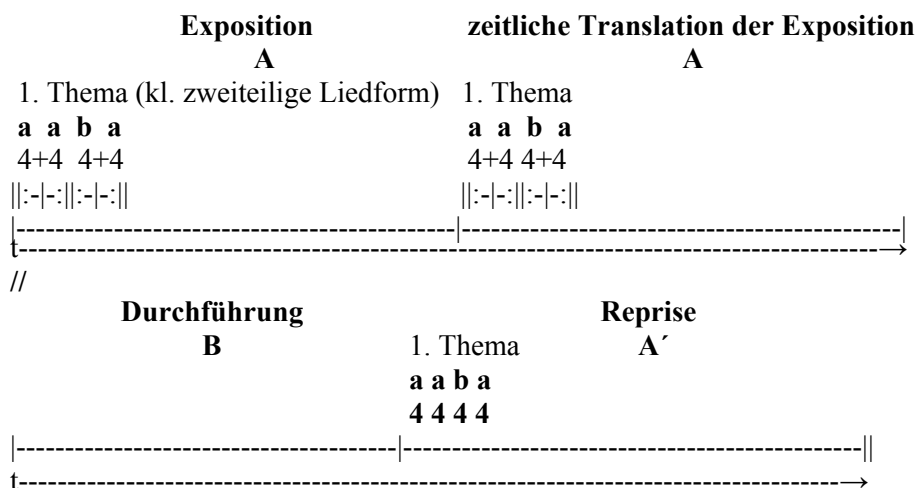 Exposition zeitliche Translation der Exposition
A A
1. Thema (kl. zweiteilige Liedform) 1. Thema
a a b a a a b a
4+4 4+4 4+4 4+4
||:-|-:||:-|-:|| ||:-|-:||:-|-:||
|----------------------------------------------|----------------------------------------------|
t-----------------------------------------------------------------------------------------→
//
Durchführung Reprise
B 1. Thema A´
a a b a
4 4 4 4
|----------------------------------------|-------------------------------------------------||
t----------------------------------------------------------------------------------------→